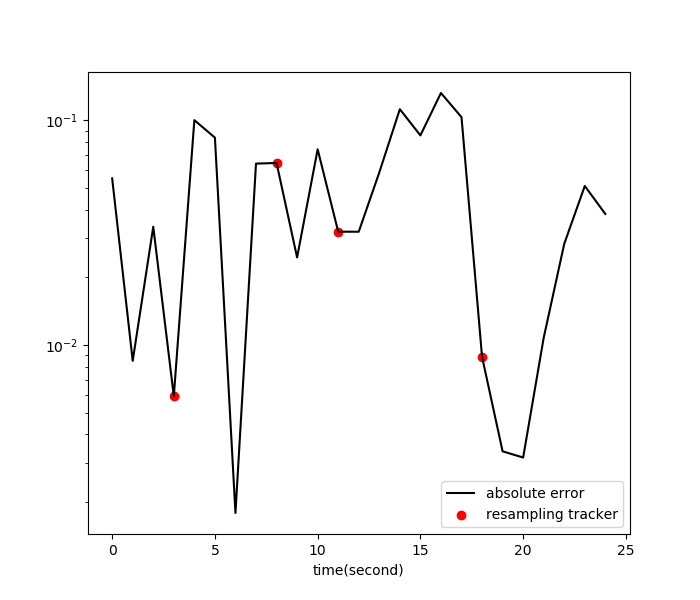 10⁻¹
10⁻²
0 5 10 15 20 25
time(second)
absolute error
resampling tracker